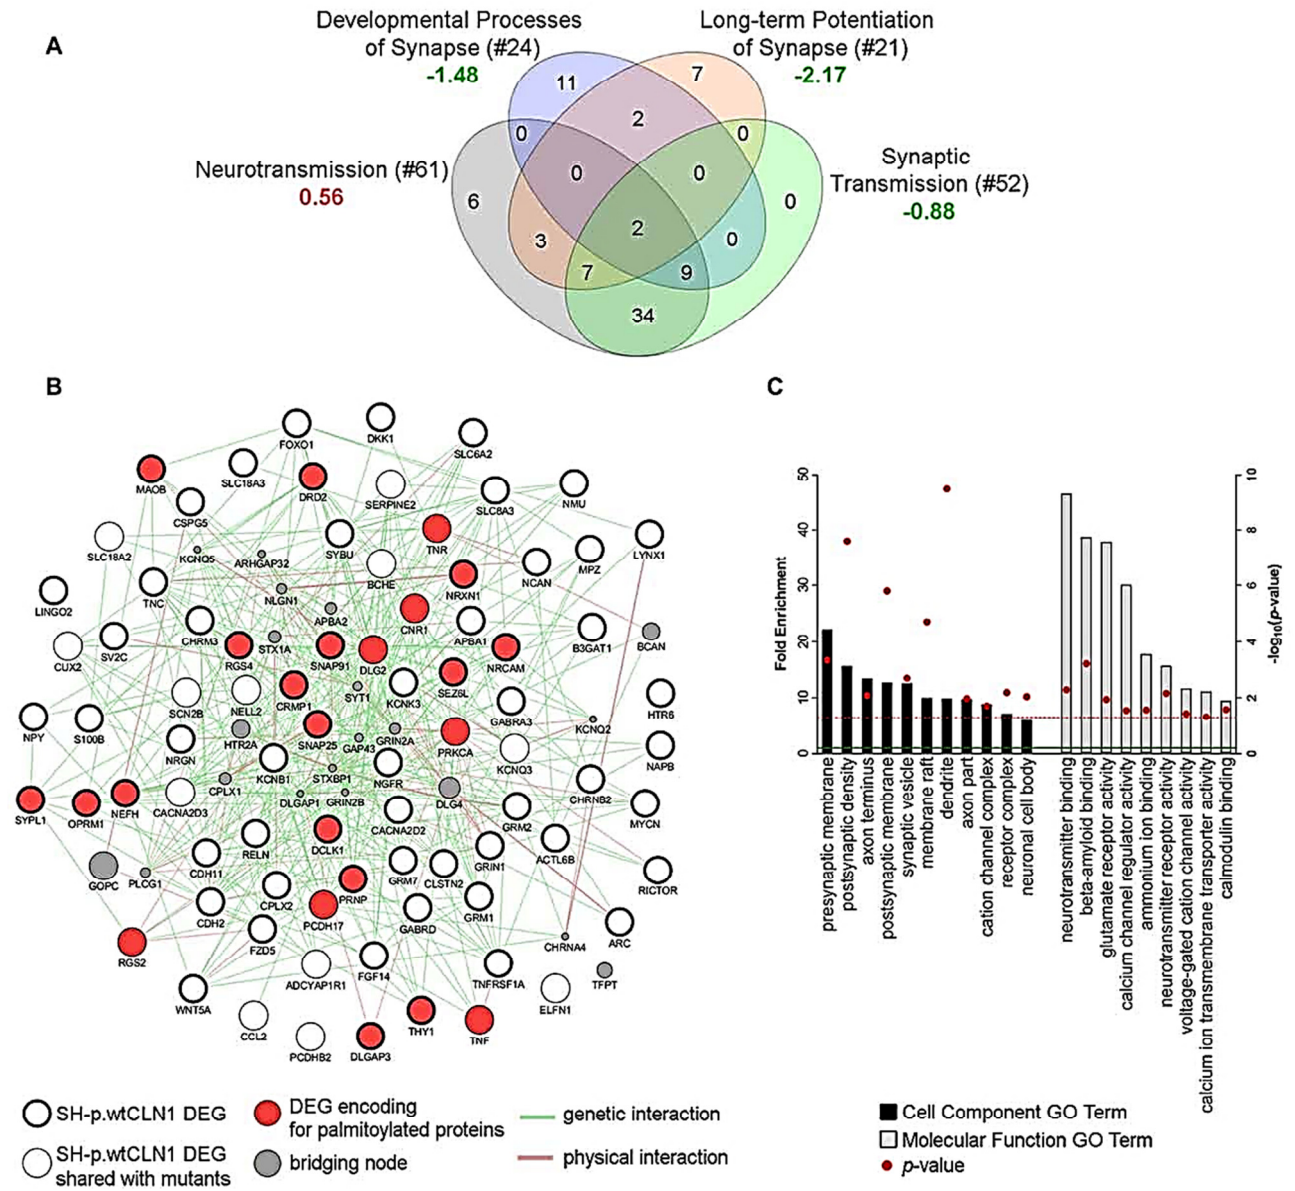 A
Developmental Processes
of Synapse (#24)
-1.48
Long-term Potentiation
of Synapse (#21)
-2.17
Neurotransmission (#61)
0.56
Synaptic
Transmission (#52)
-0.88
11
7
2
0
0
0
0
6
0
2
3
0
7
9
34
B
FOXO1
DKK1
SLC6A2
MAOB
SLC18A3
DRD2
SERPINE2
SLC8A3
NMU
CSPG5
SLC18A2
KCNQ5
ARHGAP32
SYBU
TNR
LYNX1
BCHE
NCAN
MPZ
LINGO2
TNC
NLGN1
NRXN1
APBA2
CNR1
CHRM3
APBA1
B3GAT1
BCAN
CUX2
SV2C
RGS4
STX1A
SNAP91
DLG2
NRCAM
SEZ6L
SCN2B
NELL2
CRMP1
SYT1
KCNK3
GABRA3
HTR6
NPY
S100B
HTR2A
SNAP25
GAP43
GRIN2A
PRKCA
KCNQ2
NRGN
KCNQ3
NAPB
KCNB1
STXBP1
NGFR
CPLX1
DLG4
CHRNB2
SYPL1
OPRM1
NEFH
CACNA2D3
DLGAP1
GRIN2B
CACNA2D2
GRM2
MYCN
RELN
DCLK1
ACTL6B
GOPC
PLCG1
CDH11
GRM7
CLSTN2
GRIN1
RICTOR
CPLX2
PRNP
CDH2
PCDH17
GABRD
GRM1
ARC
RGS2
FZD5
CHRNA4
ADCYAP1R1
FGF14
TNFRSF1A
TFPT
WNT5A
ELFN1
CCL2
PCDHB2
DLGAP3
THY1
TNF
SH-p.wtCLN1 DEG
SH-p.wtCLN1 DEG
shared with mutants
DEG encoding
for palmitoylated proteins
bridging node
genetic interaction
physical interaction
C
Fold Enrichment
50
40
30
20
10
0
-log10(p-value)
10
8
6
4
2
0
presynaptic membrane
postsynaptic density
axon terminus
postsynaptic membrane
synaptic vesicle
membrane raft
dendrite
axon part
cation channel complex
receptor complex
neuronal cell body
neurotransmitter binding
beta-amyloid binding
glutamate receptor activity
calcium channel regulator activity
ammonium ion binding
neurotransmitter receptor activity
voltage-gated cation channel activity
calcium ion transmembrane transporter activity
calmodulin binding
Cell Component GO Term
Molecular Function GO Term
p-value